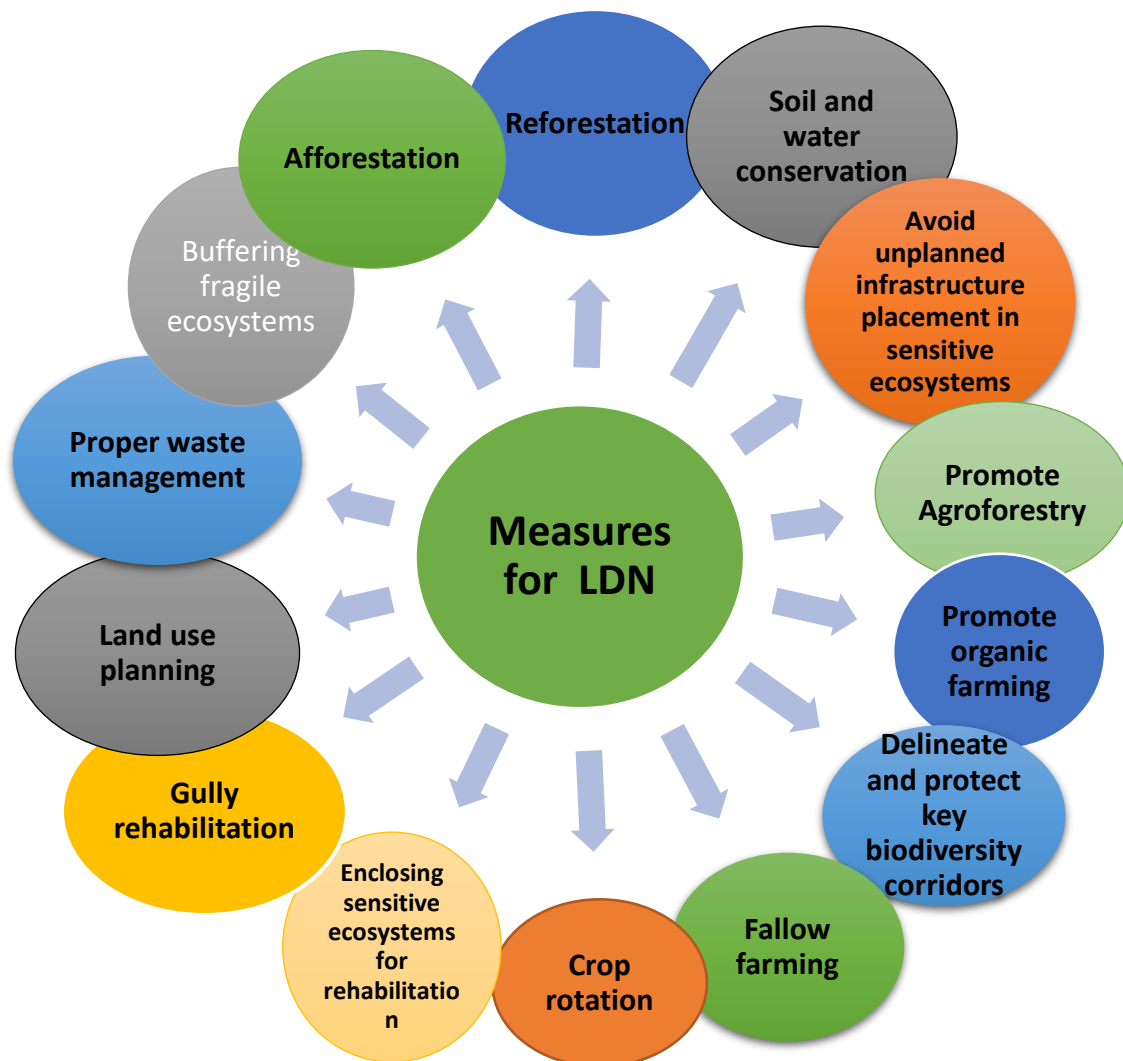 Reforestation
Soil and
water
conservation
Avoid
unplanned
infrastructure
placement in
sensitive
ecosystems
Promote
Agroforestry
Promote
organic
farming
Delineate
and protect
key
biodiversity
corridors
Fallow
farming
Crop
rotation
Enclosing
sensitive
ecosystems
for
rehabilitatio
n
Gully
rehabilitation
Land use
planning
Proper waste
management
Buffering
fragile
ecosystems
Afforestation
Measures
for LDN